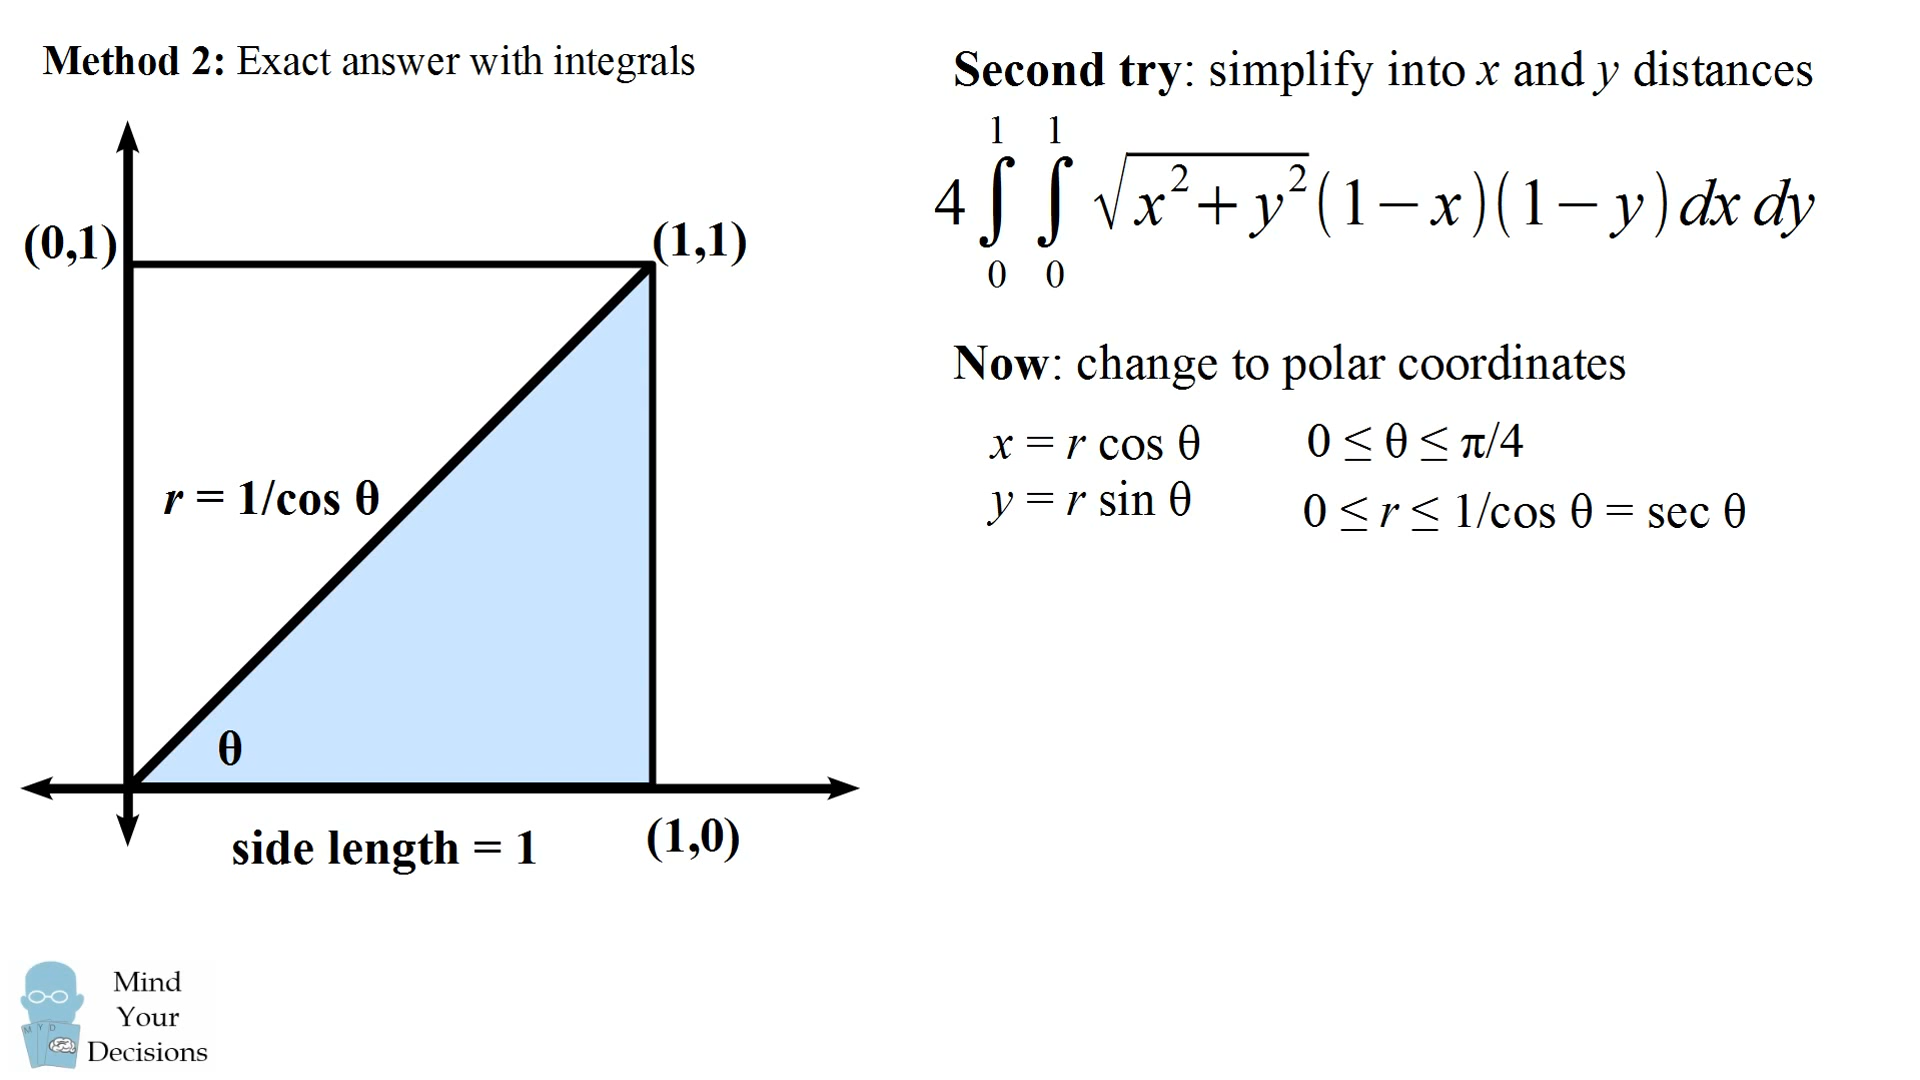 Method 2: Exact answer with integrals
(0,1)
(1,1)
r = 1/cos θ
θ
side length = 1
(1,0)
Second try: simplify into x and y distances
4∫₀¹∫₀¹ √(x²+y²)(1−x)(1−y)dx dy
Now: change to polar coordinates
x = r cos θ 0 ≤ θ ≤ π/4
y = r sin θ 0 ≤ r ≤ 1/cos θ = sec θ
M Y D
Mind
Your
Decisions